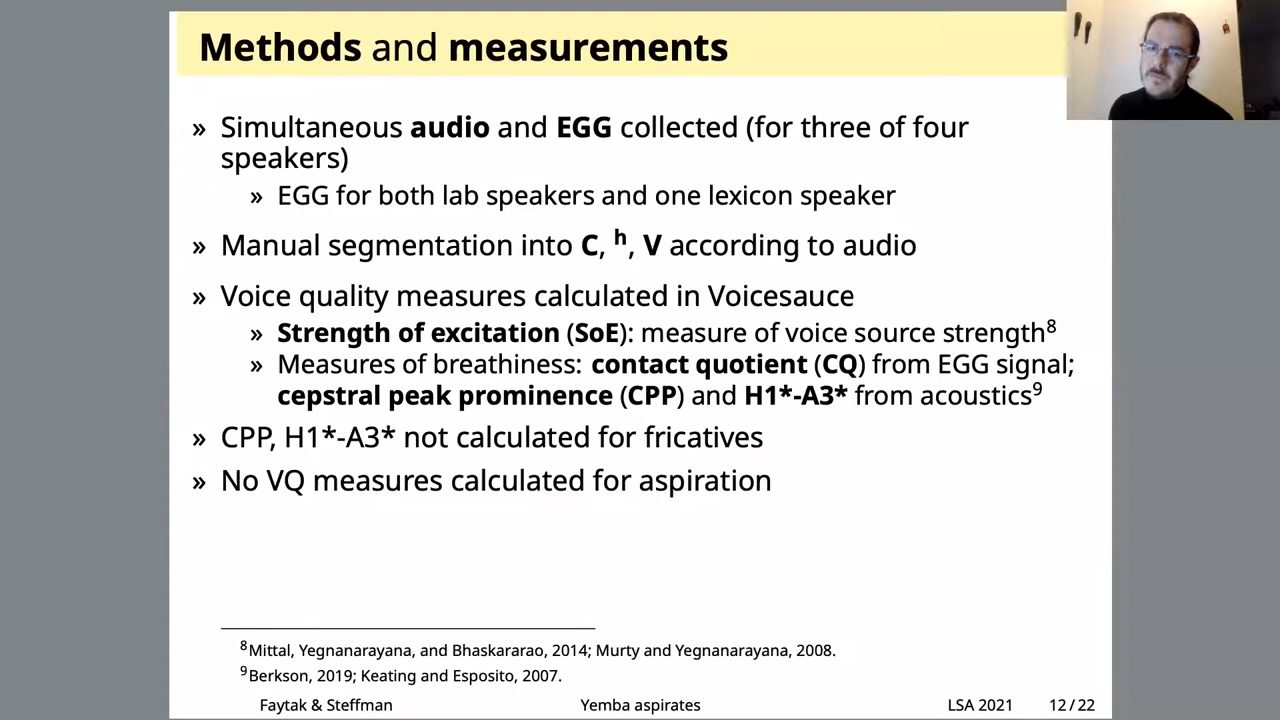 Methods and measurements
» Simultaneous audio and EGG collected (for three of four
speakers)
» EGG for both lab speakers and one lexicon speaker
» Manual segmentation into C, ʰ, V according to audio
» Voice quality measures calculated in Voicesauce
» Strength of excitation (SoE): measure of voice source strength⁸
» Measures of breathiness: contact quotient (CQ) from EGG signal;
cepstral peak prominence (CPP) and H1*-A3* from acoustics⁹
» CPP, H1*-A3* not calculated for fricatives
» No VQ measures calculated for aspiration
⁸Mittal, Yegnanarayana, and Bhaskararao, 2014; Murty and Yegnanarayana, 2008.
⁹Berkson, 2019; Keating and Esposito, 2007.
Faytak & Steffman Yemba aspirates LSA 2021 12 / 22